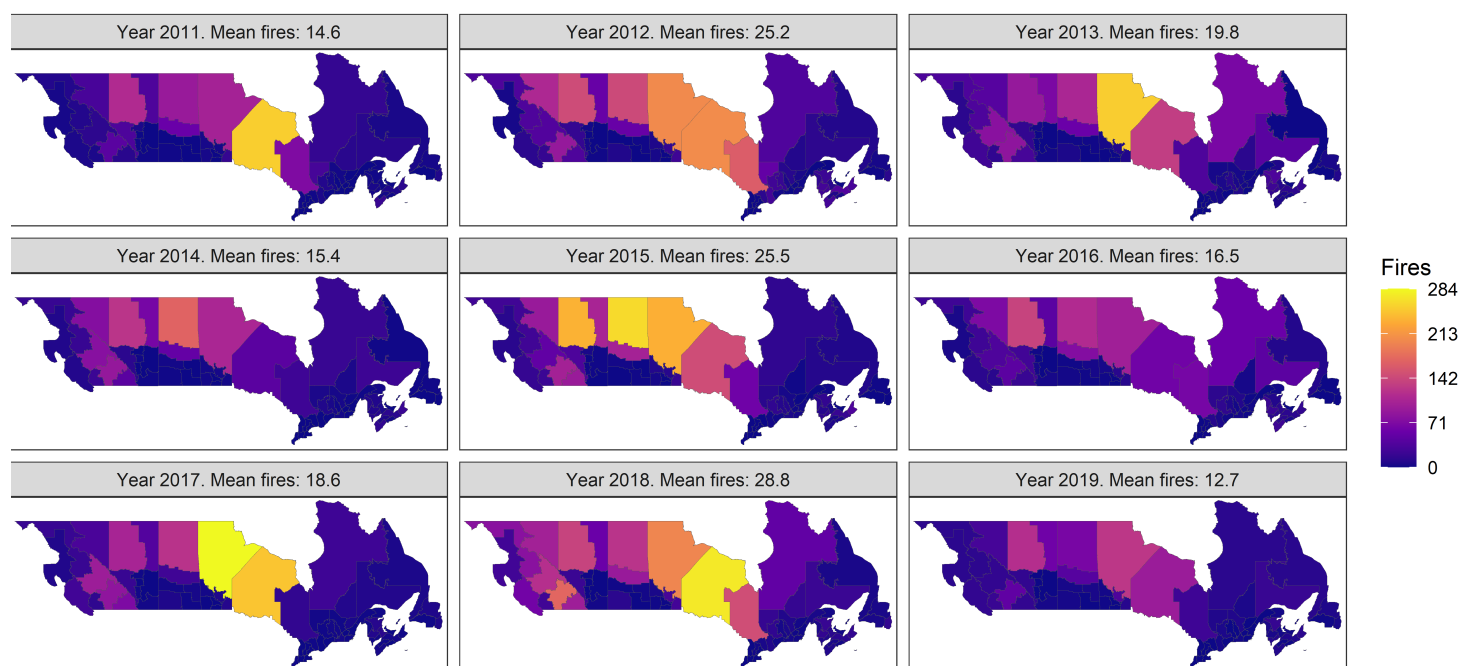 Year 2011. Mean fires: 14.6
Year 2012. Mean fires: 25.2
Year 2013. Mean fires: 19.8
Year 2014. Mean fires: 15.4
Year 2015. Mean fires: 25.5
Year 2016. Mean fires: 16.5
Year 2017. Mean fires: 18.6
Year 2018. Mean fires: 28.8
Year 2019. Mean fires: 12.7
Fires
284
213
142
71
0